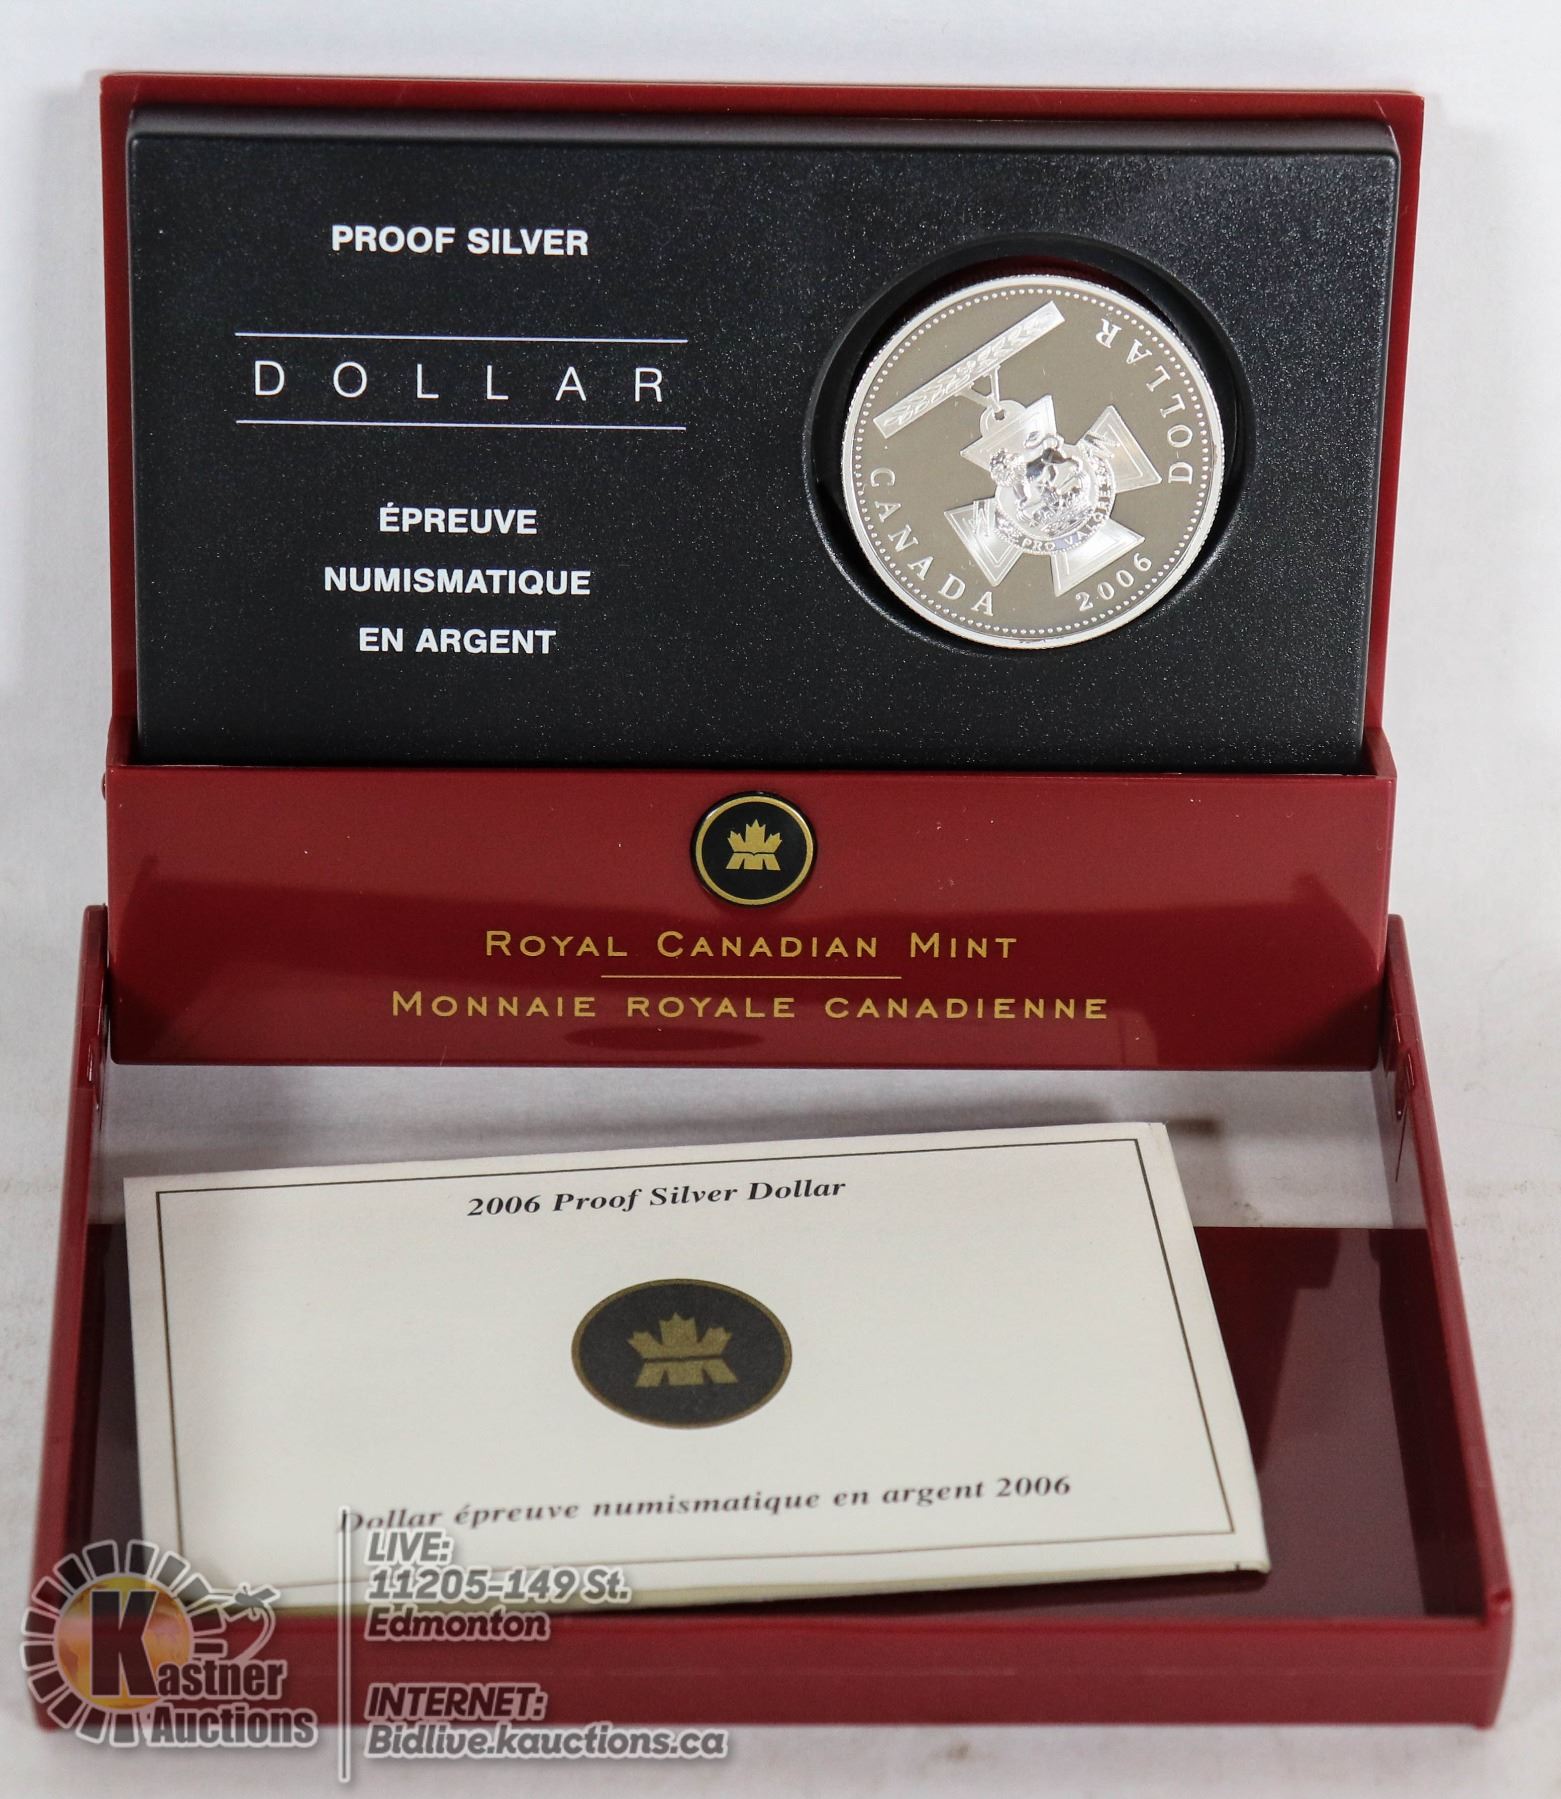 PROOF SILVER
DOLLAR
ÉPREUVE
NUMISMATIQUE
EN ARGENT
CANADA
DOLLAR
2006
PRO VALORE
ROYAL CANADIAN MINT
MONNAIE ROYALE CANADIENNE
2006 Proof Silver Dollar
Dollar épreuve numismatique en argent 2006
Kastner
Auctions
LIVE:
11205-149 St.
Edmonton
INTERNET:
Bidlive.kauctions.ca